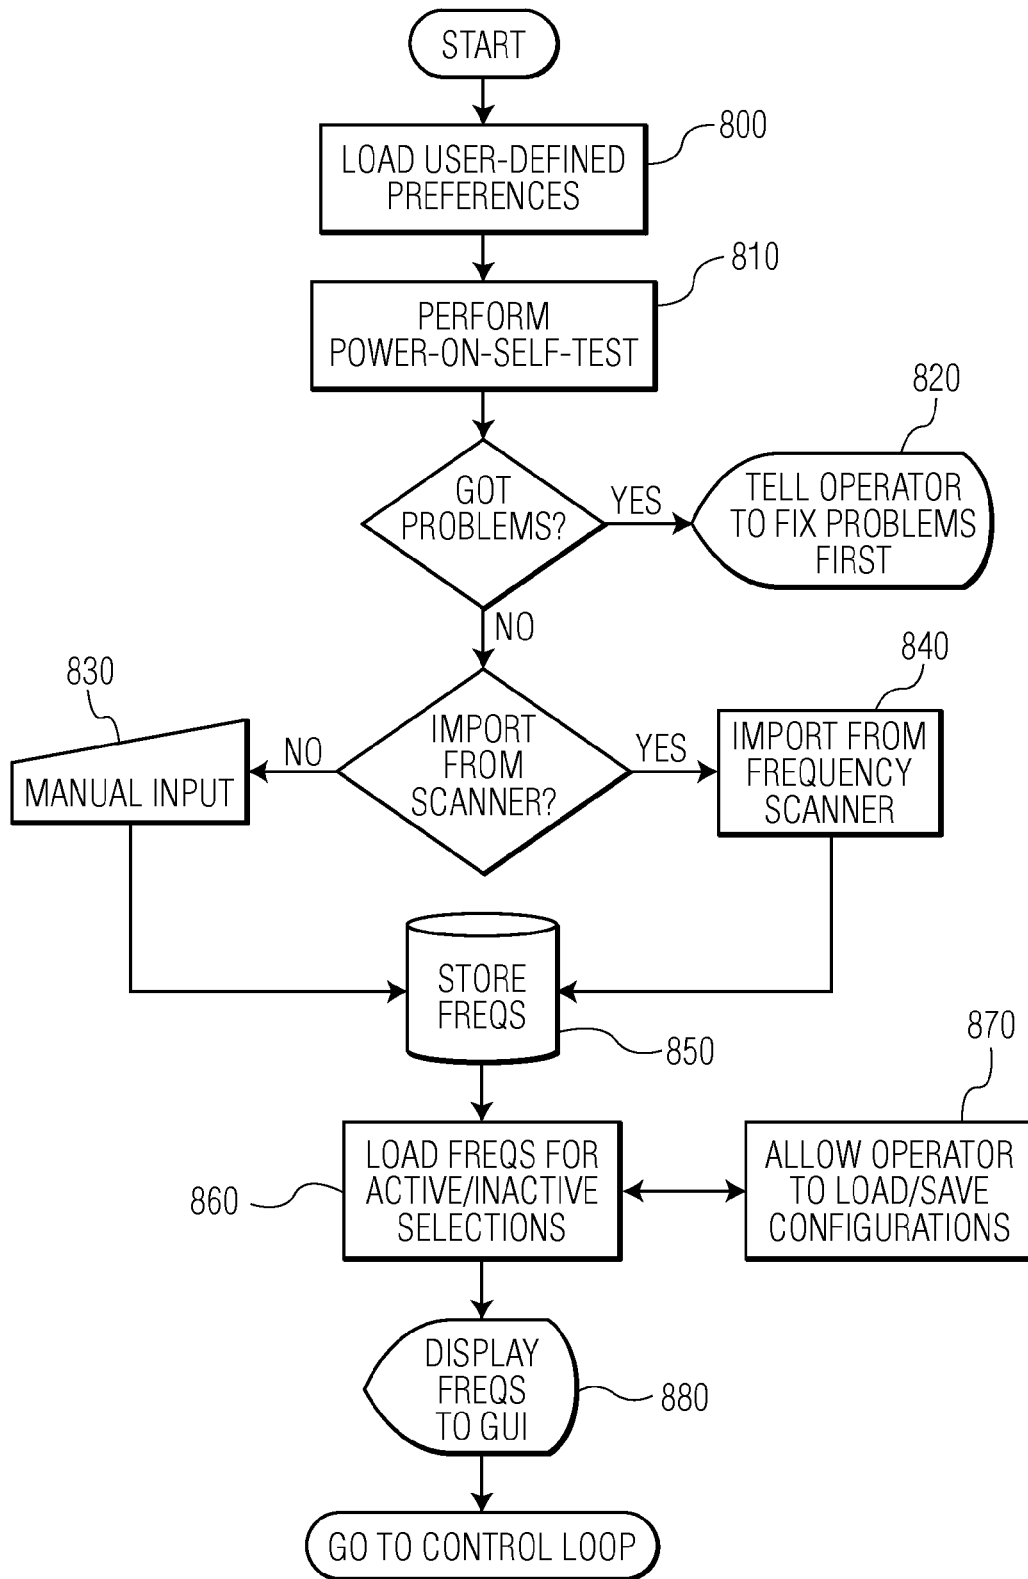 START
800
LOAD USER-DEFINED
PREFERENCES
810
PERFORM
POWER-ON-SELF-TEST
820
GOT
PROBLEMS?
YES
TELL OPERATOR
TO FIX PROBLEMS
FIRST
NO
830
840
MANUAL INPUT
NO
IMPORT
FROM
SCANNER?
YES
IMPORT FROM
FREQUENCY
SCANNER
STORE
FREQS
850
870
860
LOAD FREQS FOR
ACTIVE/INACTIVE
SELECTIONS
ALLOW OPERATOR
TO LOAD/SAVE
CONFIGURATIONS
DISPLAY
FREQS
TO GUI
880
GO TO CONTROL LOOP